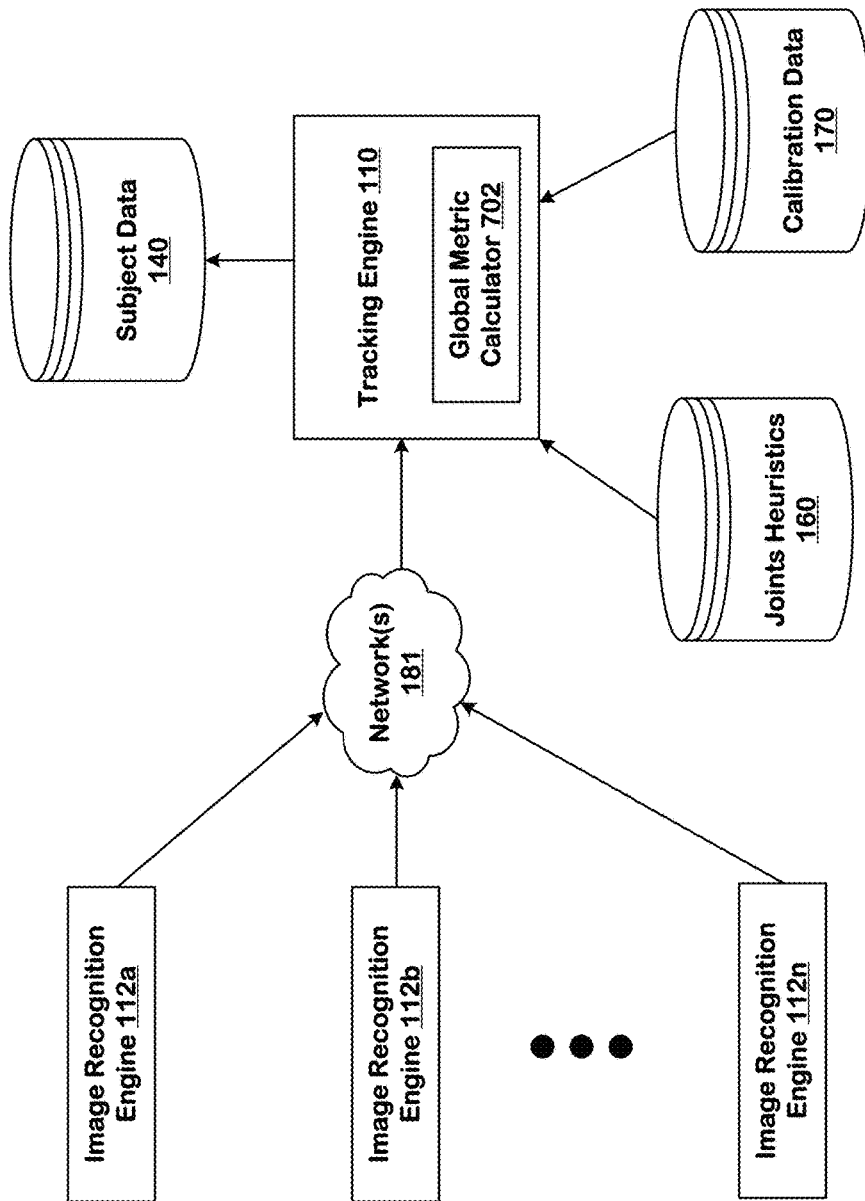 Image Recognition
Engine 112a
Image Recognition
Engine 112b
Image Recognition
Engine 112n
Network(s)
181
Subject Data
140
Tracking Engine 110
Global Metric
Calculator 702
Joints Heuristics
160
Calibration Data
170